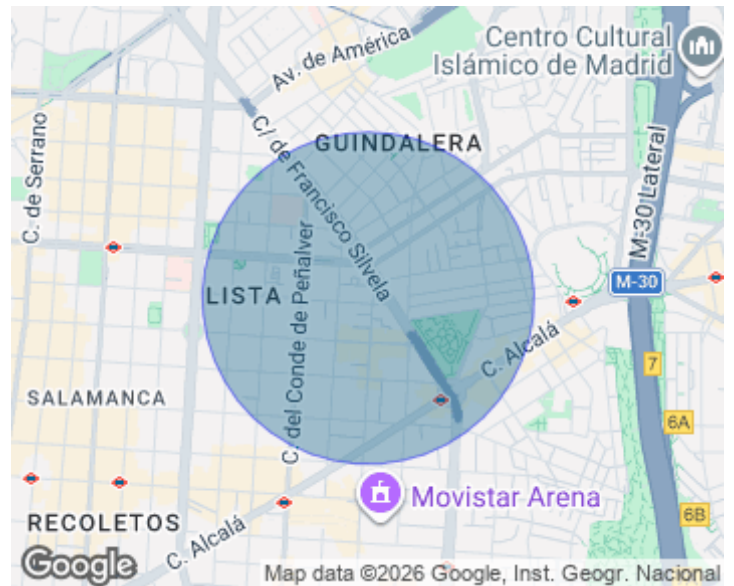 Centro Cultural
Islámico de Madrid
Av. de América
C. de Serrano
C/ de Francisco Silvela
GUINDALERA
M-30 Lateral
C. del Conde de Peñalver
LISTA
M-30
C. Alcalá
7
SALAMANCA
6A
Movistar Arena
6B
RECOLETOS
C. Alcalá
Google
Map data ©2026 Google, Inst. Geogr. Nacional